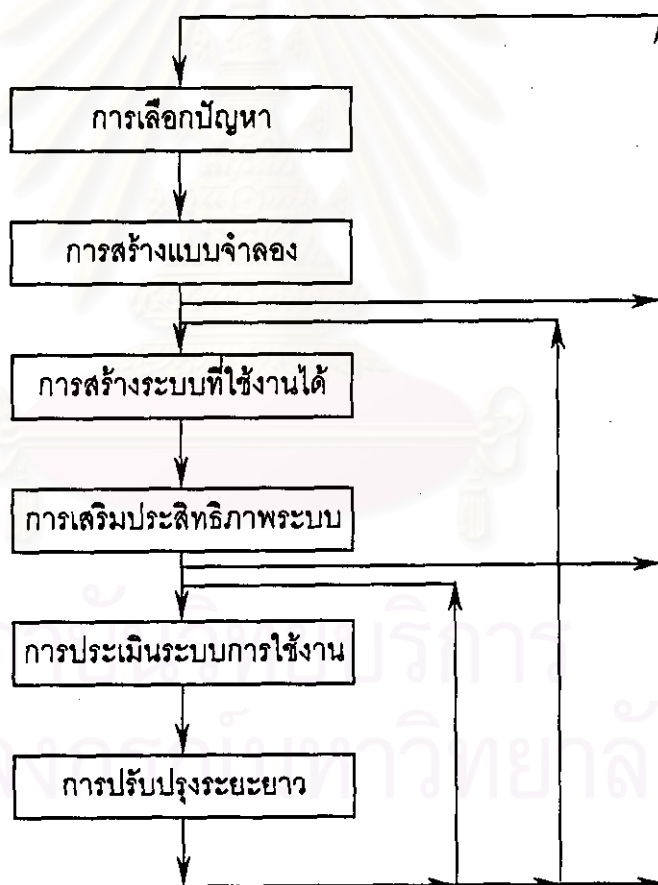 การเลือกปัญหา
การสร้างแบบจำลอง
การสร้างระบบที่ใช้งานได้
การเสริมประสิทธิภาพระบบ
การประเมินระบบการใช้งาน
การปรับปรุงระยะยาว